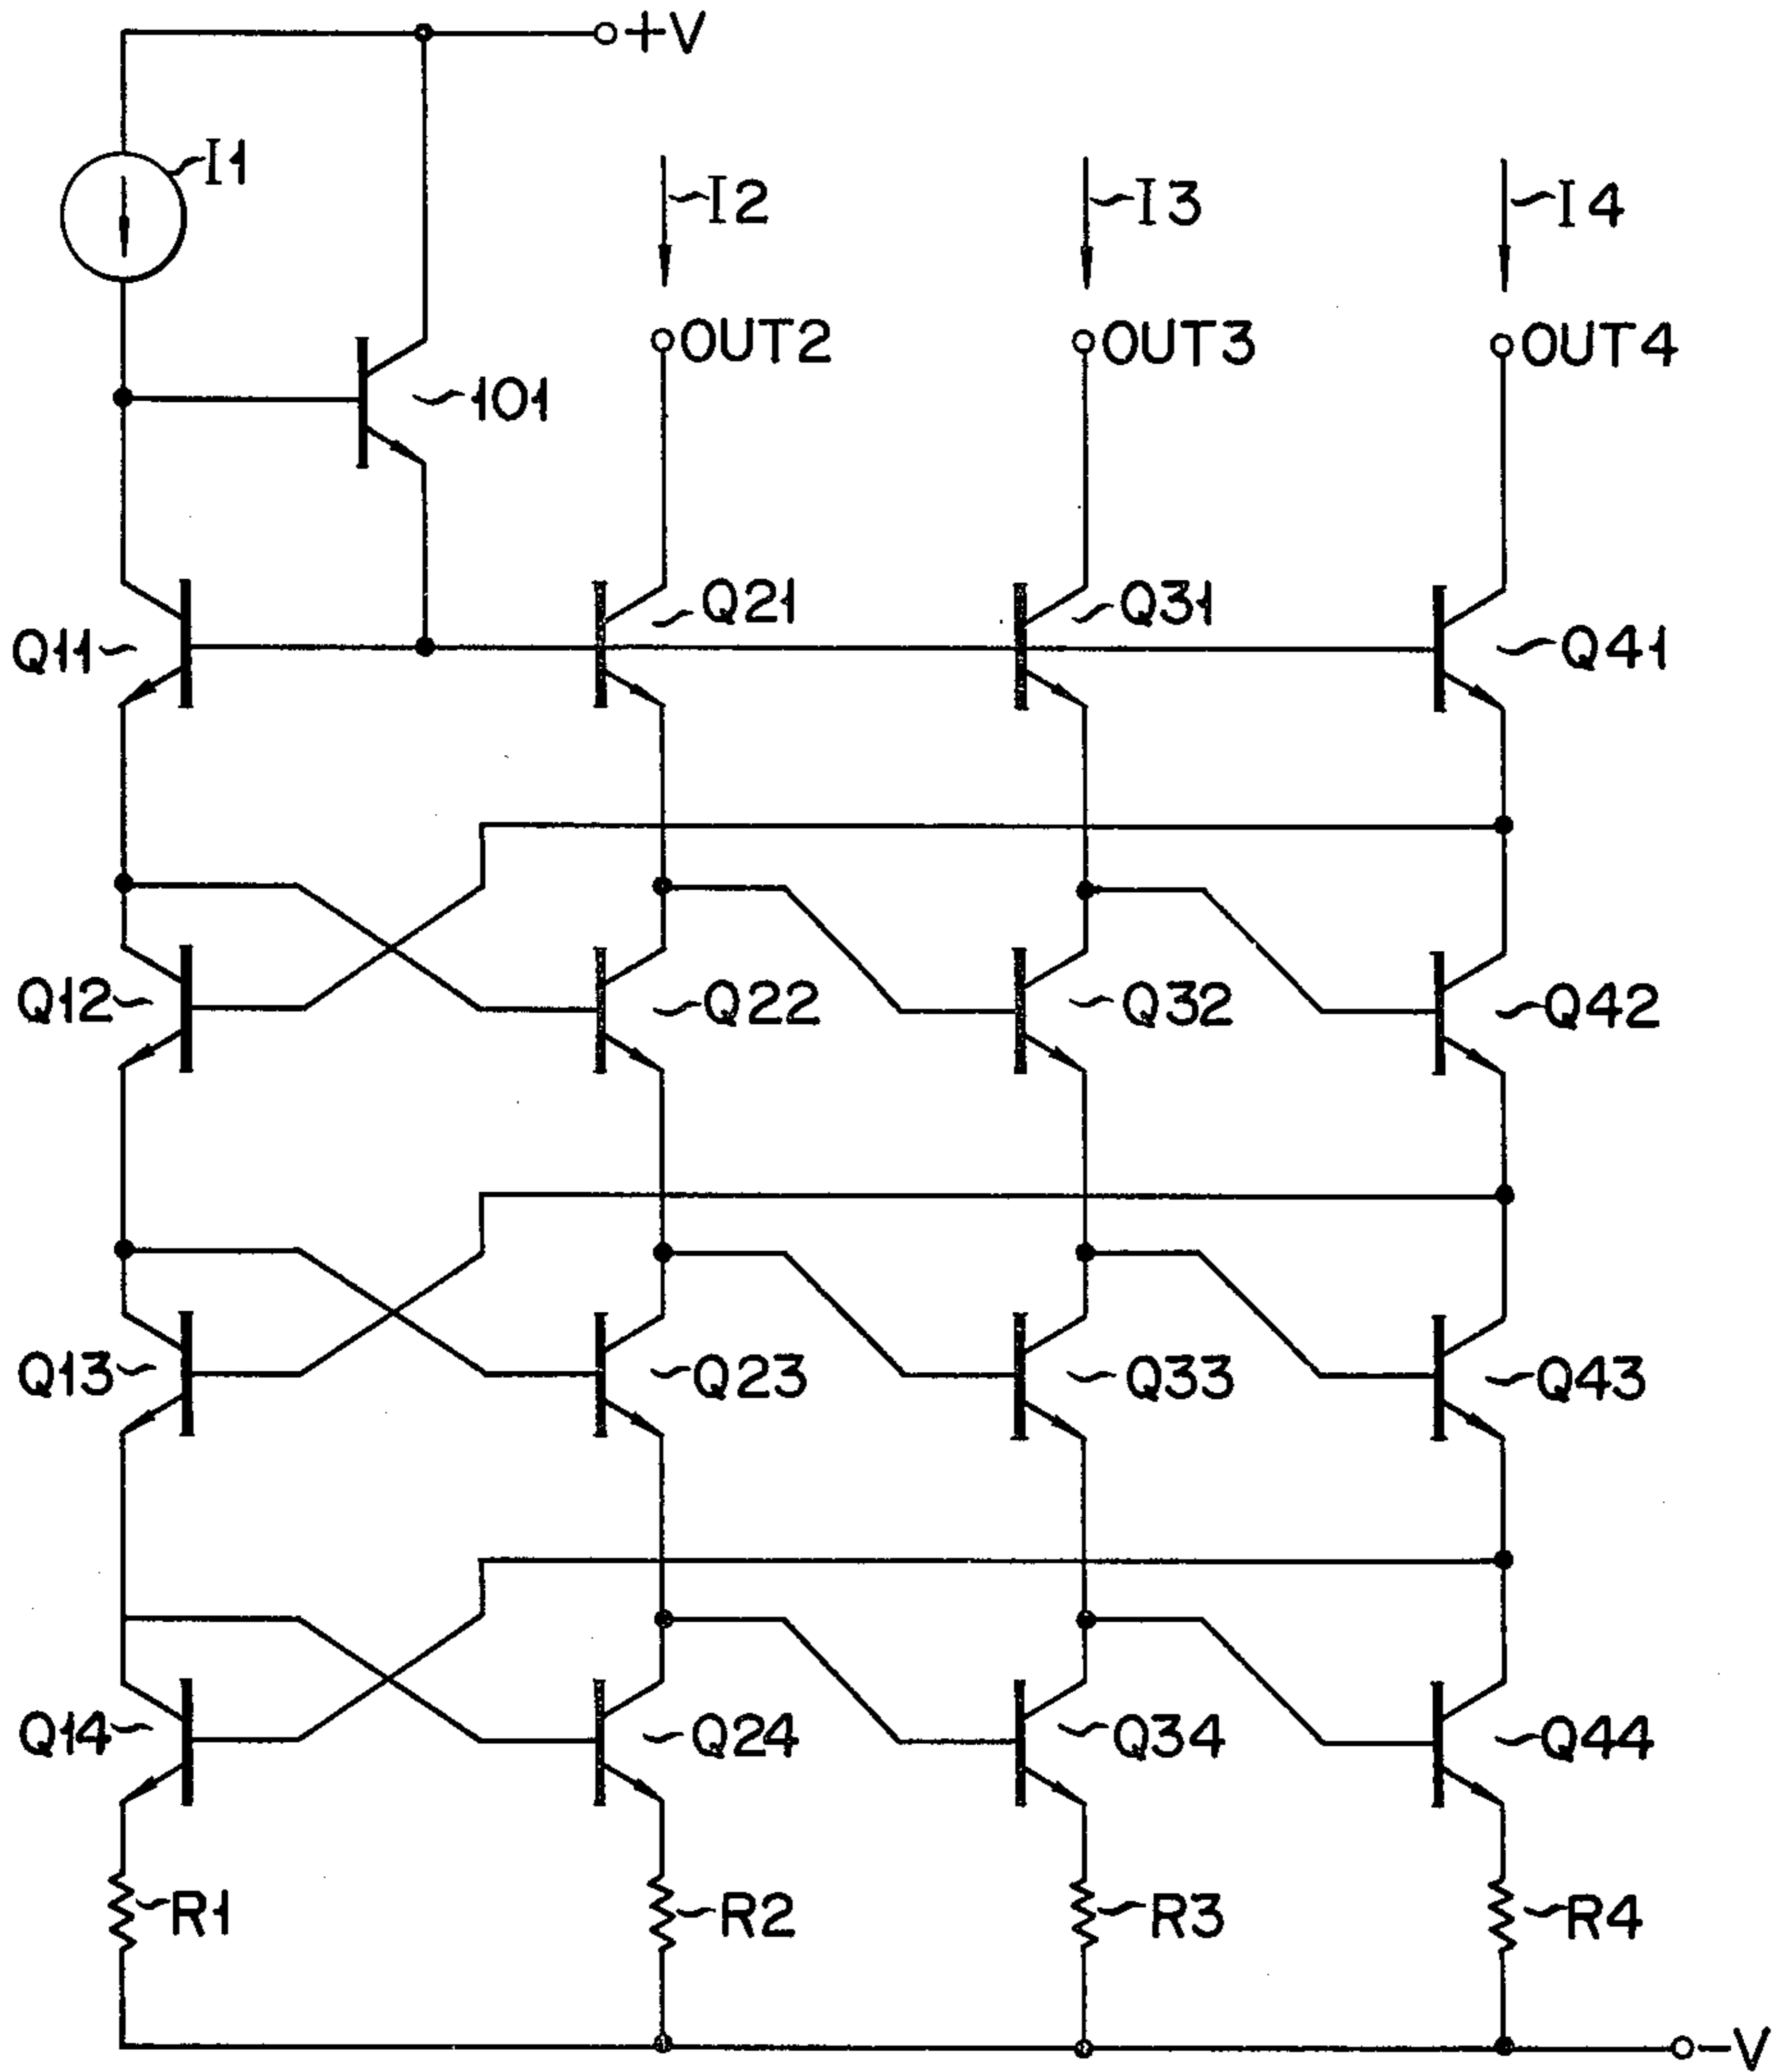 +V
I1
I2
I3
I4
OUT2
OUT3
OUT4
101
Q11
Q21
Q31
Q41
Q12
Q22
Q32
Q42
Q13
Q23
Q33
Q43
Q14
Q24
Q34
Q44
R1
R2
R3
R4
-V